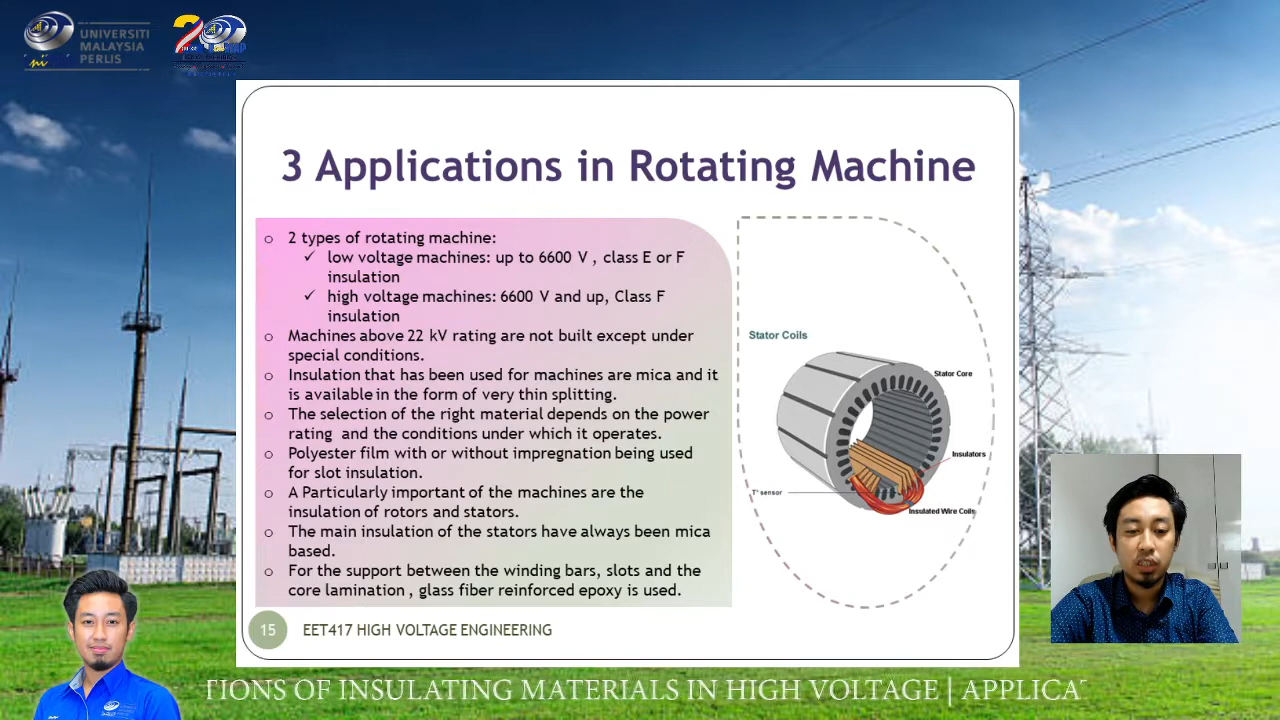 UNIVERSITI
MALAYSIA
PERLIS
3 Applications in Rotating Machine
o 2 types of rotating machine:
✓ low voltage machines: up to 6600 V , class E or F
insulation
✓ high voltage machines: 6600 V and up, Class F
insulation
o Machines above 22 kV rating are not built except under
special conditions.
o Insulation that has been used for machines are mica and it
is available in the form of very thin splitting.
o The selection of the right material depends on the power
rating and the conditions under which it operates.
o Polyester film with or without impregnation being used
for slot insulation.
o A Particularly important of the machines are the
insulation of rotors and stators.
o The main insulation of the stators have always been mica
based.
o For the support between the winding bars, slots and the
core lamination , glass fiber reinforced epoxy is used.
Stator Coils
Stator Core
Insulators
T° sensor
Insulated Wire Coils
15 EET417 HIGH VOLTAGE ENGINEERING
TIONS OF INSULATING MATERIALS IN HIGH VOLTAGE | APPLICA